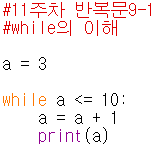 #11주차 반복문9-1
#while의 이해

a = 3

while a <= 10:
    a = a + 1
    print(a)